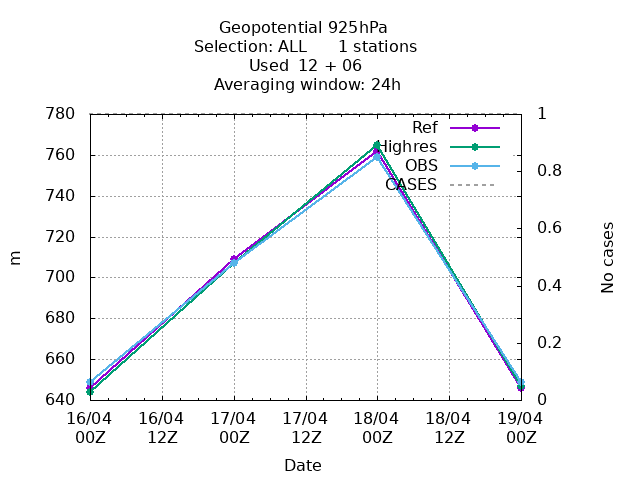 Geopotential 925hPa
Selection: ALL 1 stations
Used 12 + 06
Averaging window: 24h
780 1
Ref
Highres
760
OBS
0.8
CASES
740
0.6
720
m
No cases
700
0.4
680
660
0.2
640 0
16/04 16/04 17/04 17/04 18/04 18/04 19/04
00Z 12Z 00Z 12Z 00Z 12Z 00Z
Date